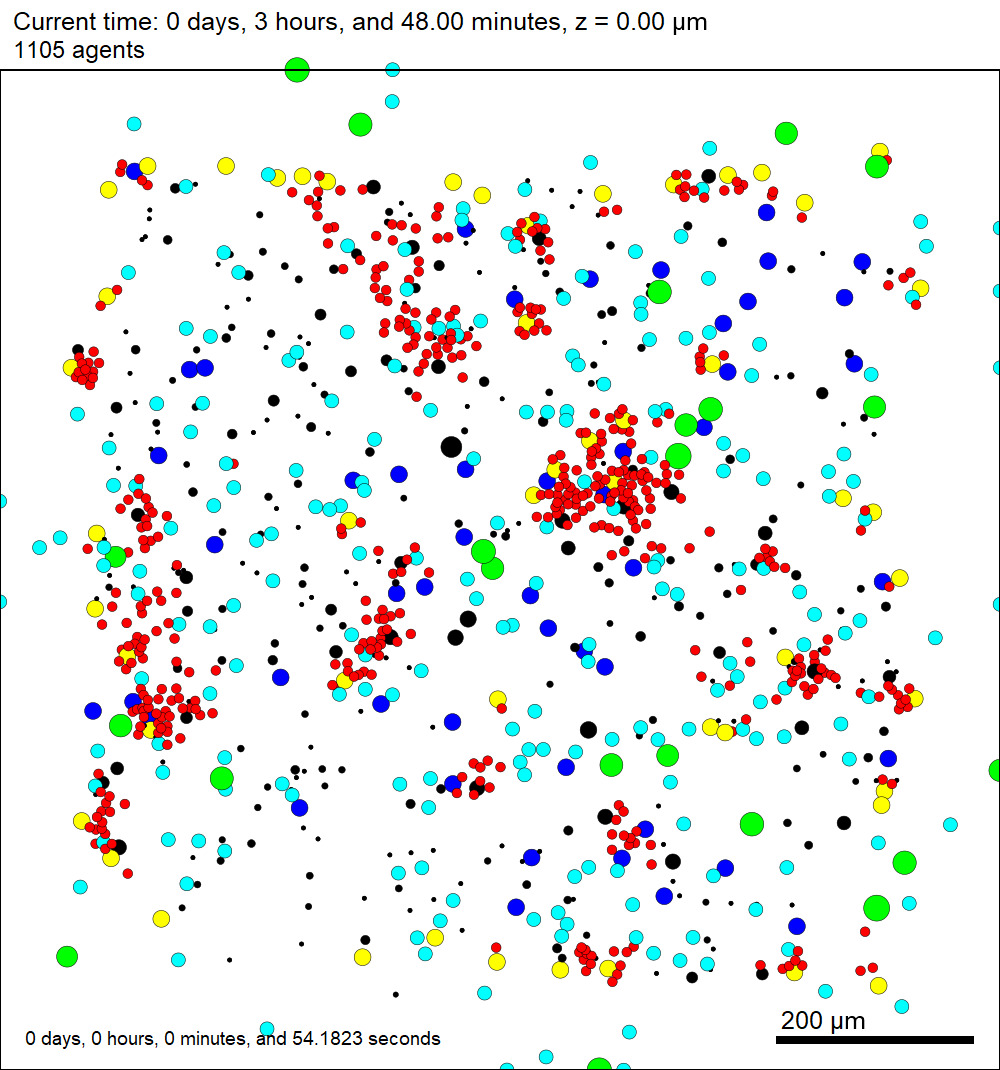 Current time: 0 days, 3 hours, and 48.00 minutes, z = 0.00 μm
1105 agents
200 μm
0 days, 0 hours, 0 minutes, and 54.1823 seconds